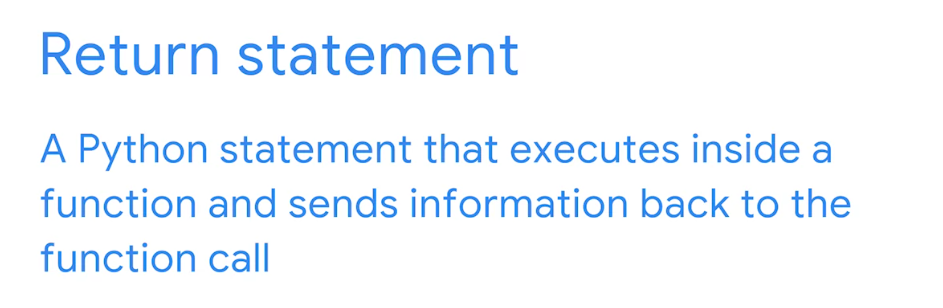 Return statement
A Python statement that executes inside a
function and sends information back to the
function call